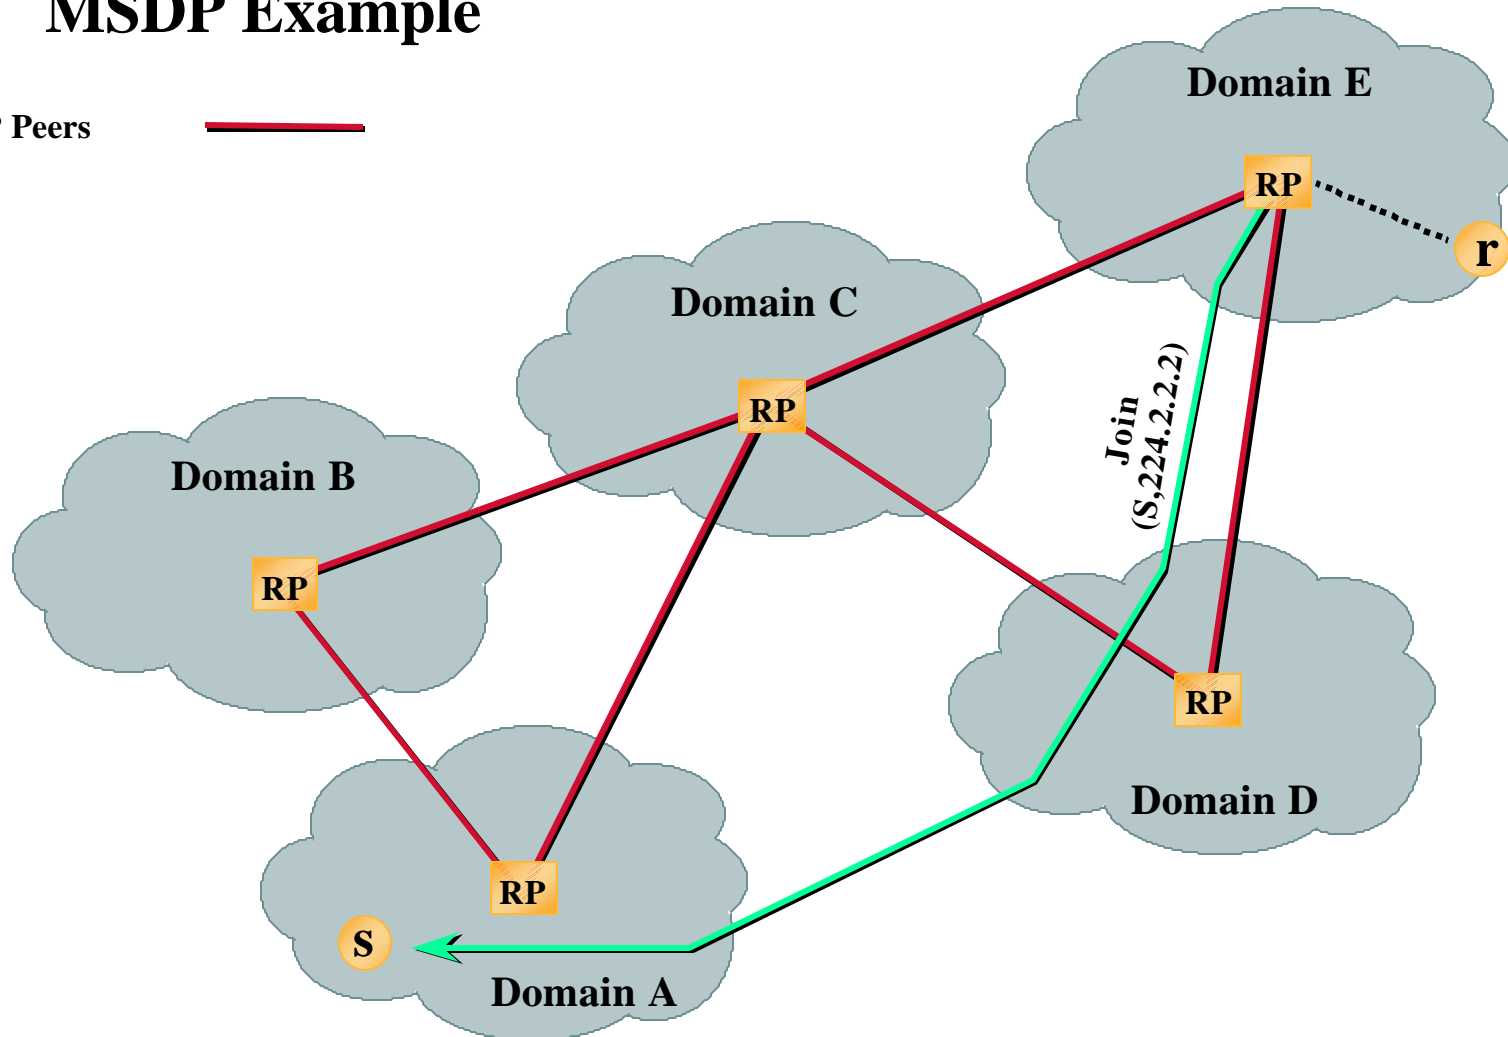 MSDP Example
Peers
Domain E
RP
r
Domain C
RP
Join
(S,224.2.2.2)
Domain B
RP
RP
Domain D
RP
s
Domain A